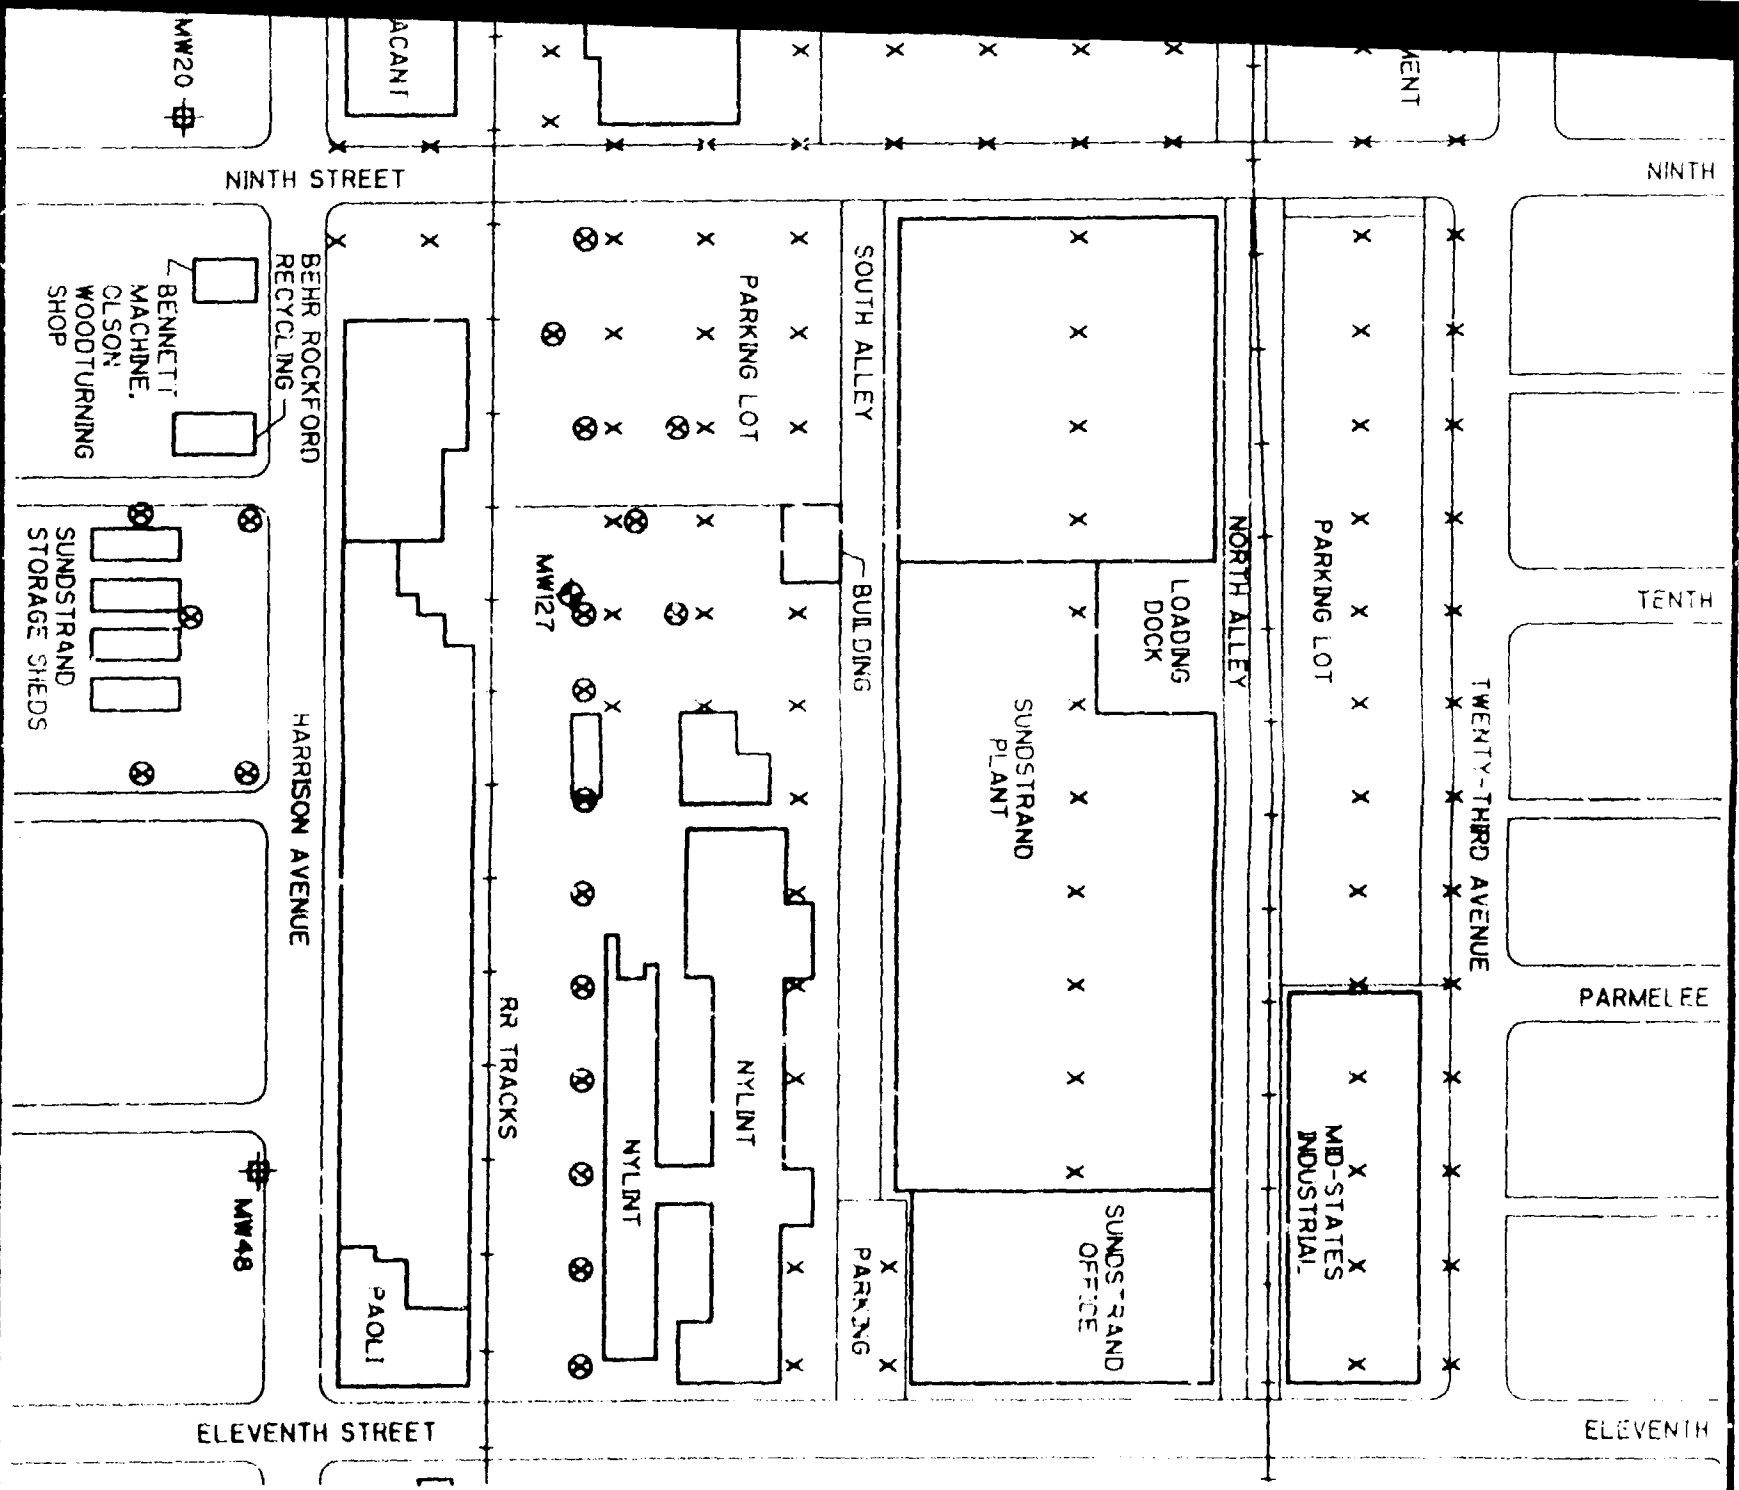 MW20
ACANT
MENT
NINTH STREET
NINTH
BENNETT
MACHINE,
OLSON
WOODTURNING
SHOP
BEHR ROCKFORD
RECYCLING
PARKING LOT
SOUTH ALLEY
SUNDSTRAND
STORAGE SHEDS
MW127
BUILDING
LOADING
DOCK
NORTH ALLEY
PARKING LOT
TENTH
HARRISON AVENUE
SUNDSTRAND
PLANT
TWENTY-THIRD AVENUE
RR TRACKS
PARMELEE
NYLINT
NYLINT
MW48
MID-STATES
INDUSTRIAL
PAOLI
PARKING
SUNDSTRAND
OFFICE
ELEVENTH STREET
ELEVENTH